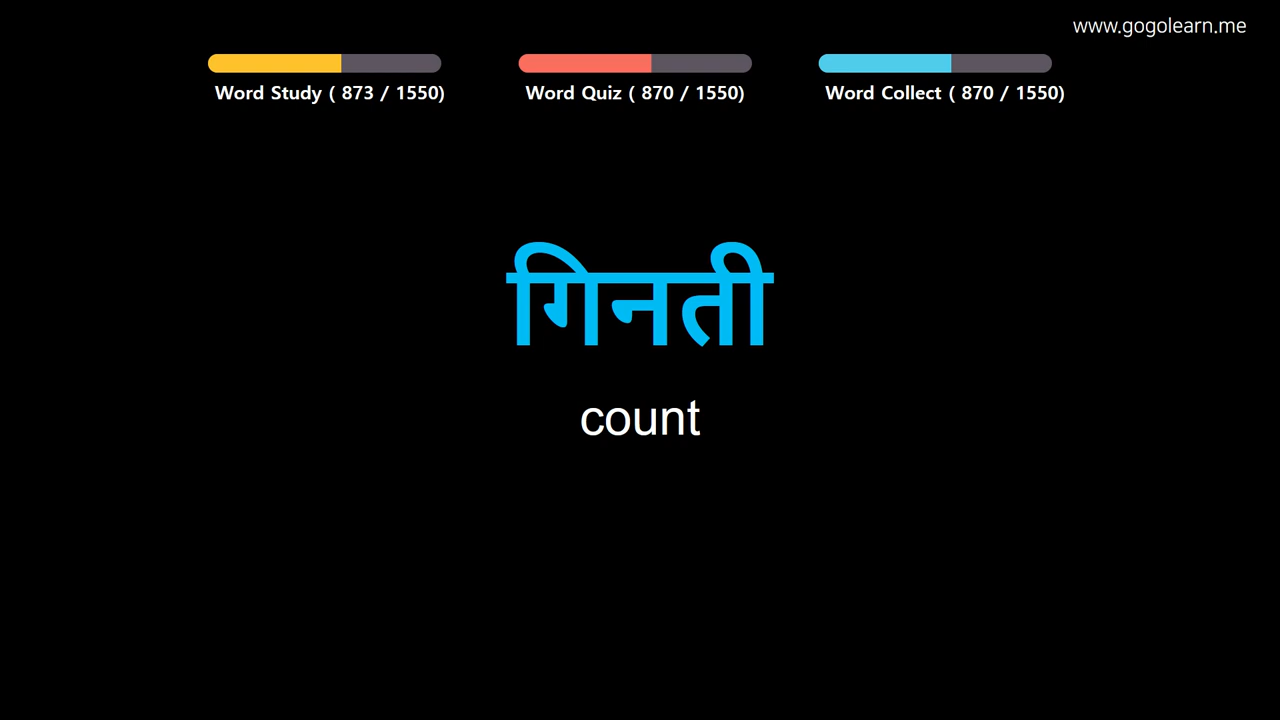 www.gogolearn.me
Word Study ( 873 / 1550)
Word Quiz ( 870 / 1550)
Word Collect ( 870 / 1550)
गिनती
count